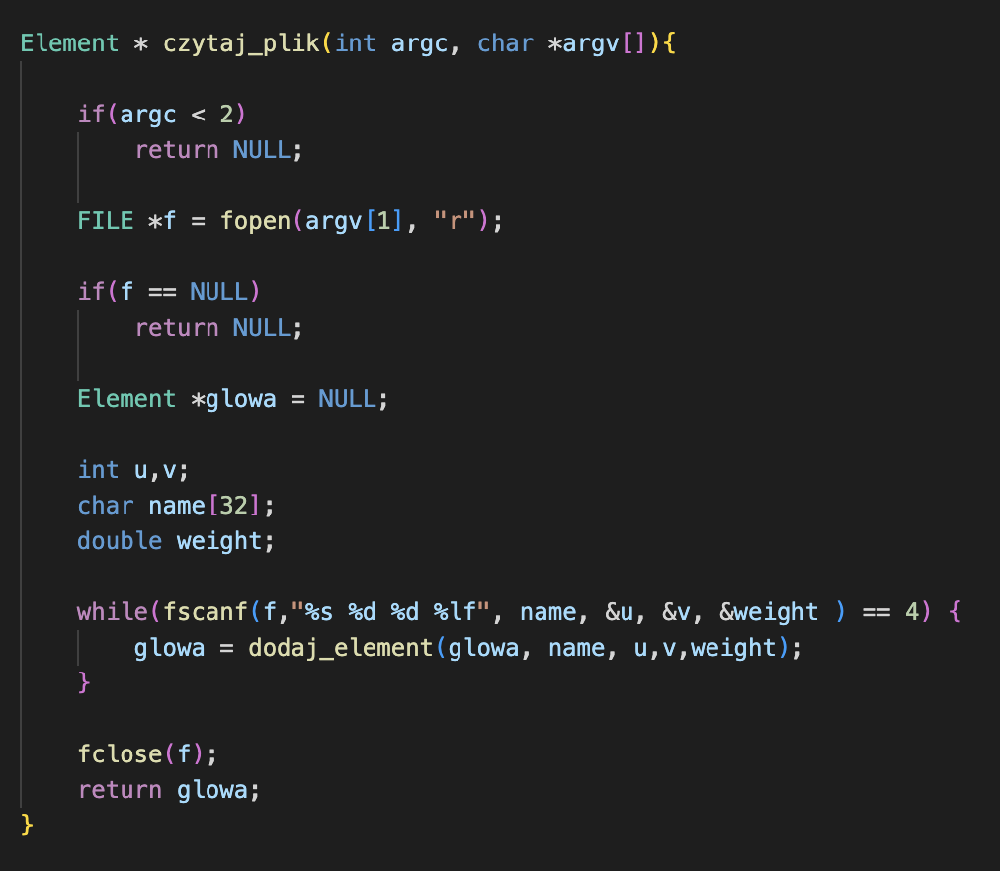 Element * czytaj_plik(int argc, char *argv[]){
if(argc < 2)
return NULL;
FILE *f = fopen(argv[1], "r");
if(f == NULL)
return NULL;
Element *glowa = NULL;
int u,v;
char name[32];
double weight;
while(fscanf(f,"%s %d %d %lf", name, &u, &v, &weight ) == 4) {
glowa = dodaj_element(glowa, name, u,v,weight);
}
fclose(f);
return glowa;
}